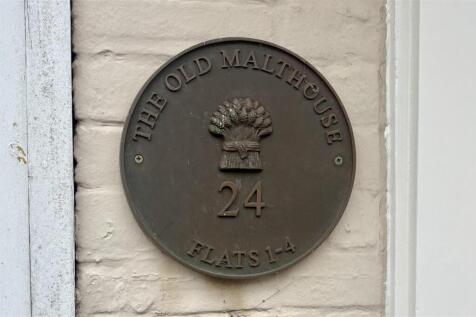 THE OLD MALTHOUSE
24
FLATS 1-4